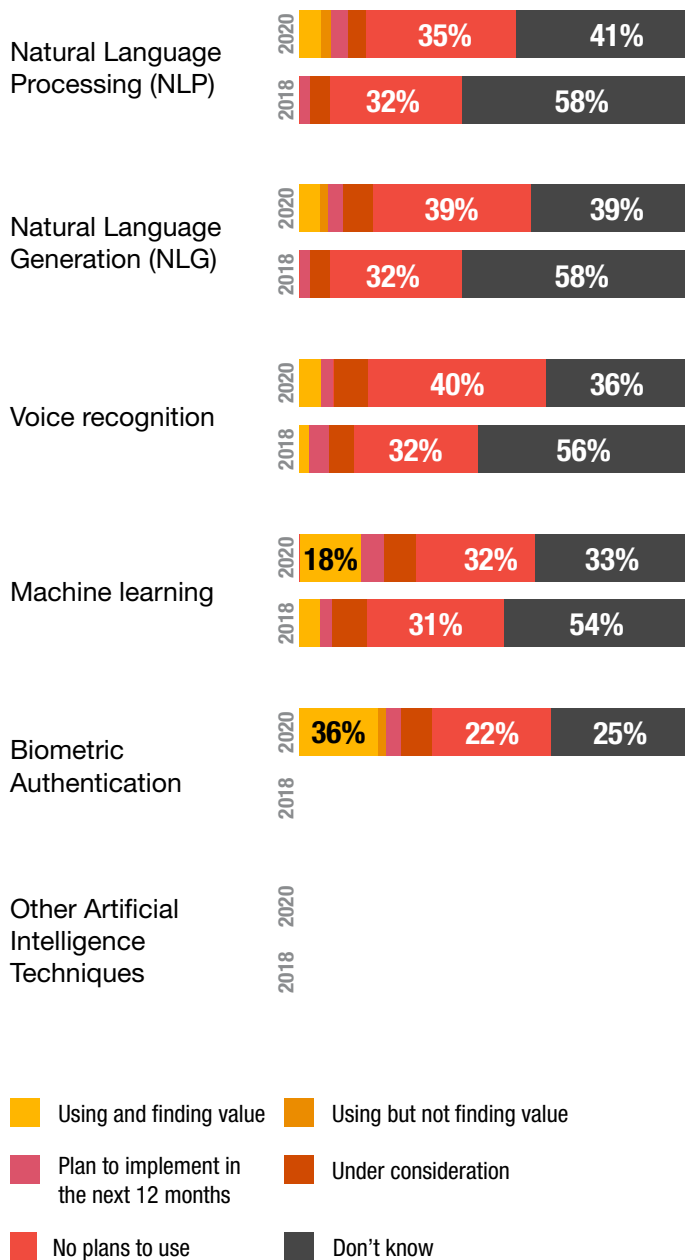 Natural Language
Processing (NLP)
2020
35%
41%
2018
32%
58%
Natural Language
Generation (NLG)
2020
39%
39%
2018
32%
58%
Voice recognition
2020
40%
36%
2018
32%
56%
Machine learning
2020
18%
32%
33%
2018
31%
54%
Biometric
Authentication
2020
36%
22%
25%
2018
Other Artificial
Intelligence
Techniques
2020
2018
Using and finding value
Using but not finding value
Plan to implement in
the next 12 months
Under consideration
No plans to use
Don't know